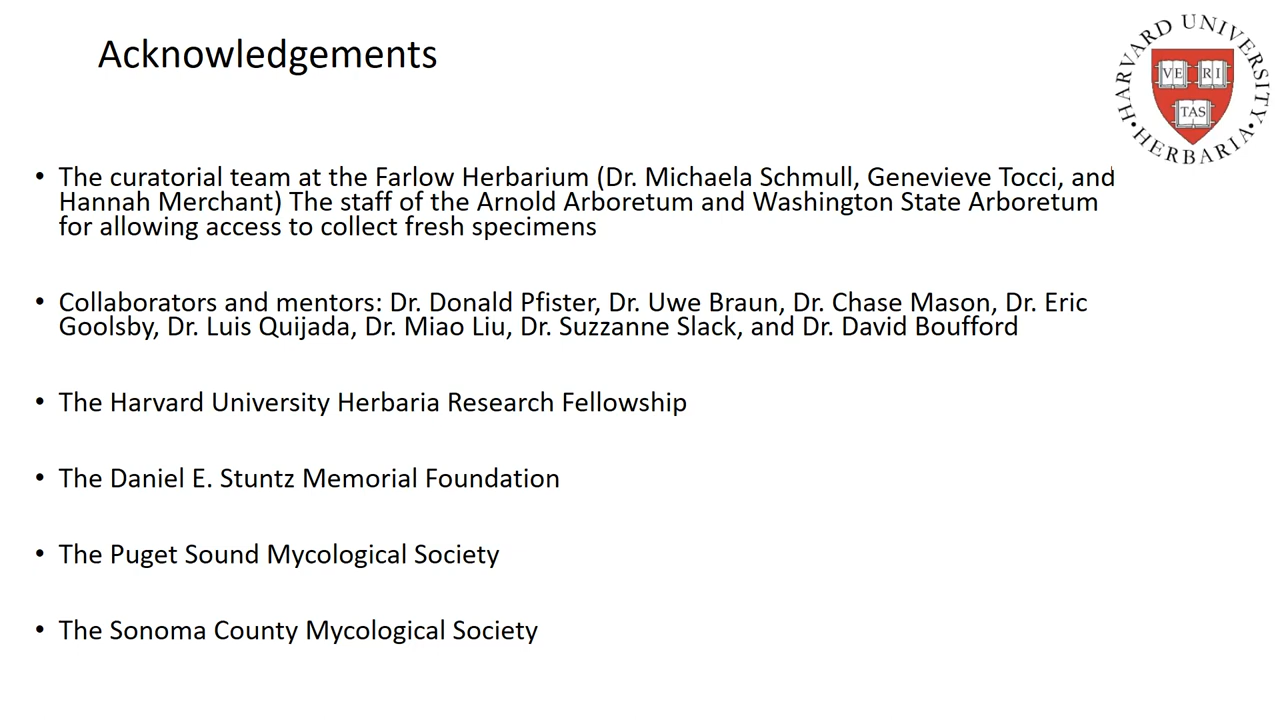 Acknowledgements
HARVARD UNIVERSITY
HERBARIA
VE RI
TAS
• The curatorial team at the Farlow Herbarium (Dr. Michaela Schmull, Genevieve Tocci, and
Hannah Merchant) The staff of the Arnold Arboretum and Washington State Arboretum
for allowing access to collect fresh specimens
• Collaborators and mentors: Dr. Donald Pfister, Dr. Uwe Braun, Dr. Chase Mason, Dr. Eric
Goolsby, Dr. Luis Quijada, Dr. Miao Liu, Dr. Suzzanne Slack, and Dr. David Boufford
• The Harvard University Herbaria Research Fellowship
• The Daniel E. Stuntz Memorial Foundation
• The Puget Sound Mycological Society
• The Sonoma County Mycological Society